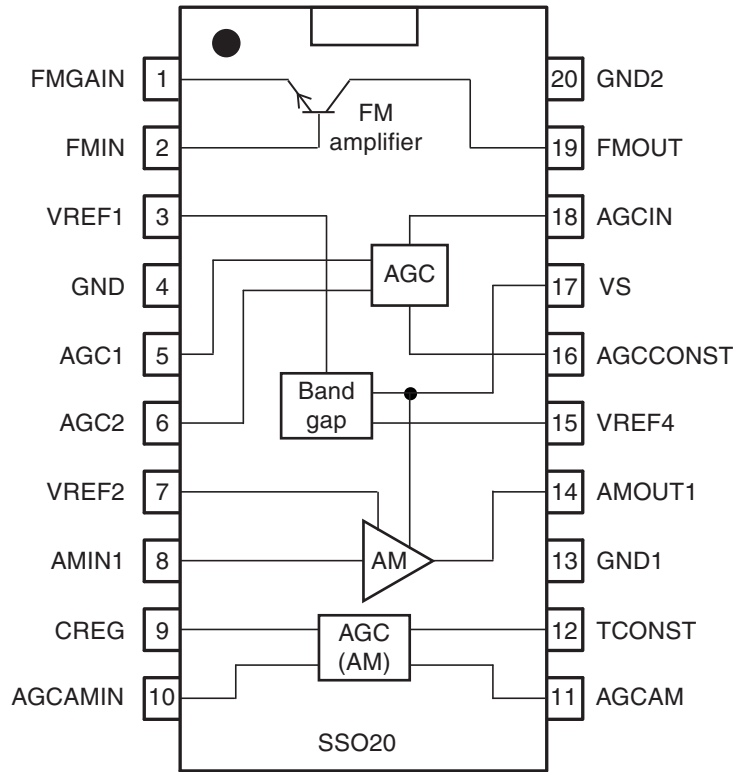 FMGAIN 1
20 GND2
FM
amplifier
FMIN 2
19 FMOUT
VREF1 3
18 AGCIN
AGC
GND 4
17 VS
AGC1 5
16 AGCCONST
Band
gap
AGC2 6
15 VREF4
VREF2 7
14 AMOUT1
AMIN1 8
AM
13 GND1
CREG 9
AGC
(AM)
12 TCONST
AGCAMIN 10
11 AGCAM
SSO20